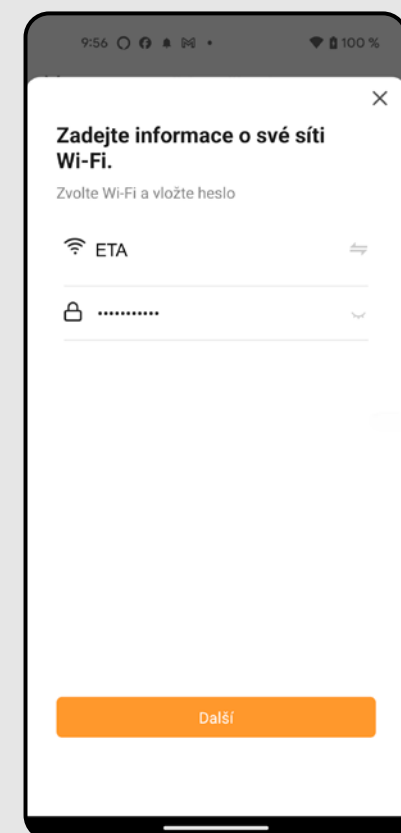 9:56 100 %
Zadejte informace o své síti
Wi-Fi.
Zvolte Wi-Fi a vložte heslo
ETA
•••••••••••
Další